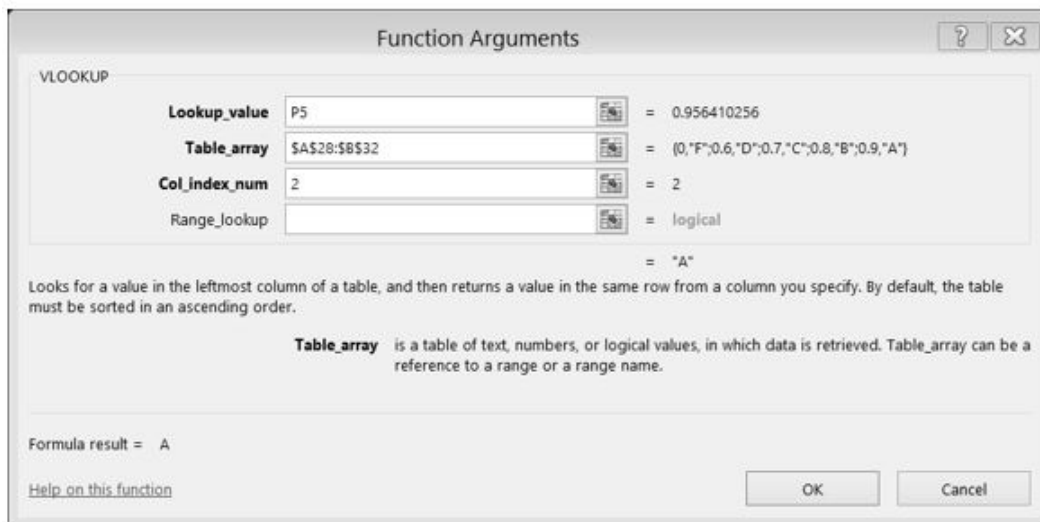 Function Arguments
?
VLOOKUP
Lookup_value P5 = 0.956410256
Table_array $A$28:$B$32 = {0,"F";0.6,"D";0.7,"C";0.8,"B";0.9,"A"}
Col_index_num 2 = 2
Range_lookup = logical
= "A"
Looks for a value in the leftmost column of a table, and then returns a value in the same row from a column you specify. By default, the table
must be sorted in an ascending order.
Table_array is a table of text, numbers, or logical values, in which data is retrieved. Table_array can be a
reference to a range or a range name.
Formula result = A
Help on this function OK Cancel